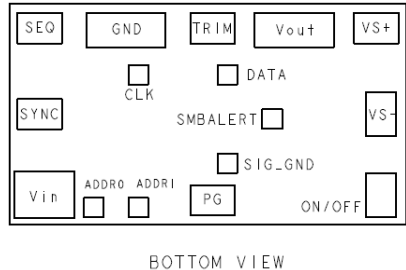 SEQ GND TRIM Vout VS+
CLK DATA
SYNC SMBALERT VS-
SIG_GND
Vin ADDR0 ADDR1 PG ON/OFF
BOTTOM VIEW